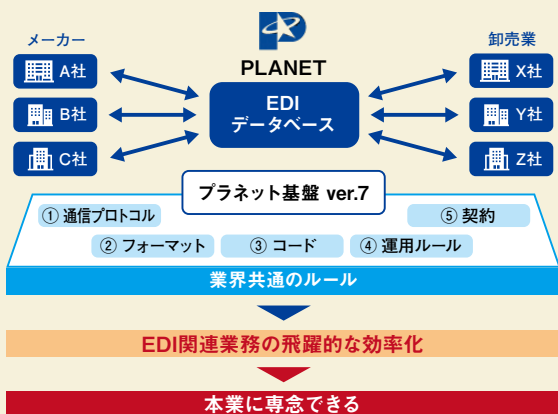 メーカー
卸売業
PLANET
A社
B社
C社
EDI
データベース
X社
Y社
Z社
プラネット基盤 ver.7
① 通信プロトコル
⑤ 契約
② フォーマット
③ コード
④ 運用ルール
業界共通のルール
EDI関連業務の飛躍的な効率化
本業に専念できる